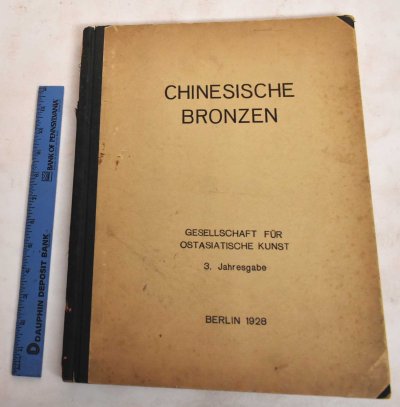 CHINESISCHE
BRONZEN
GESELLSCHAFT FÜR
OSTASIATISCHE KUNST
3. Jahresgabe
BERLIN 1928
BANK OF PENNSYLVANIA
DAUPHIN DEPOSIT BANK